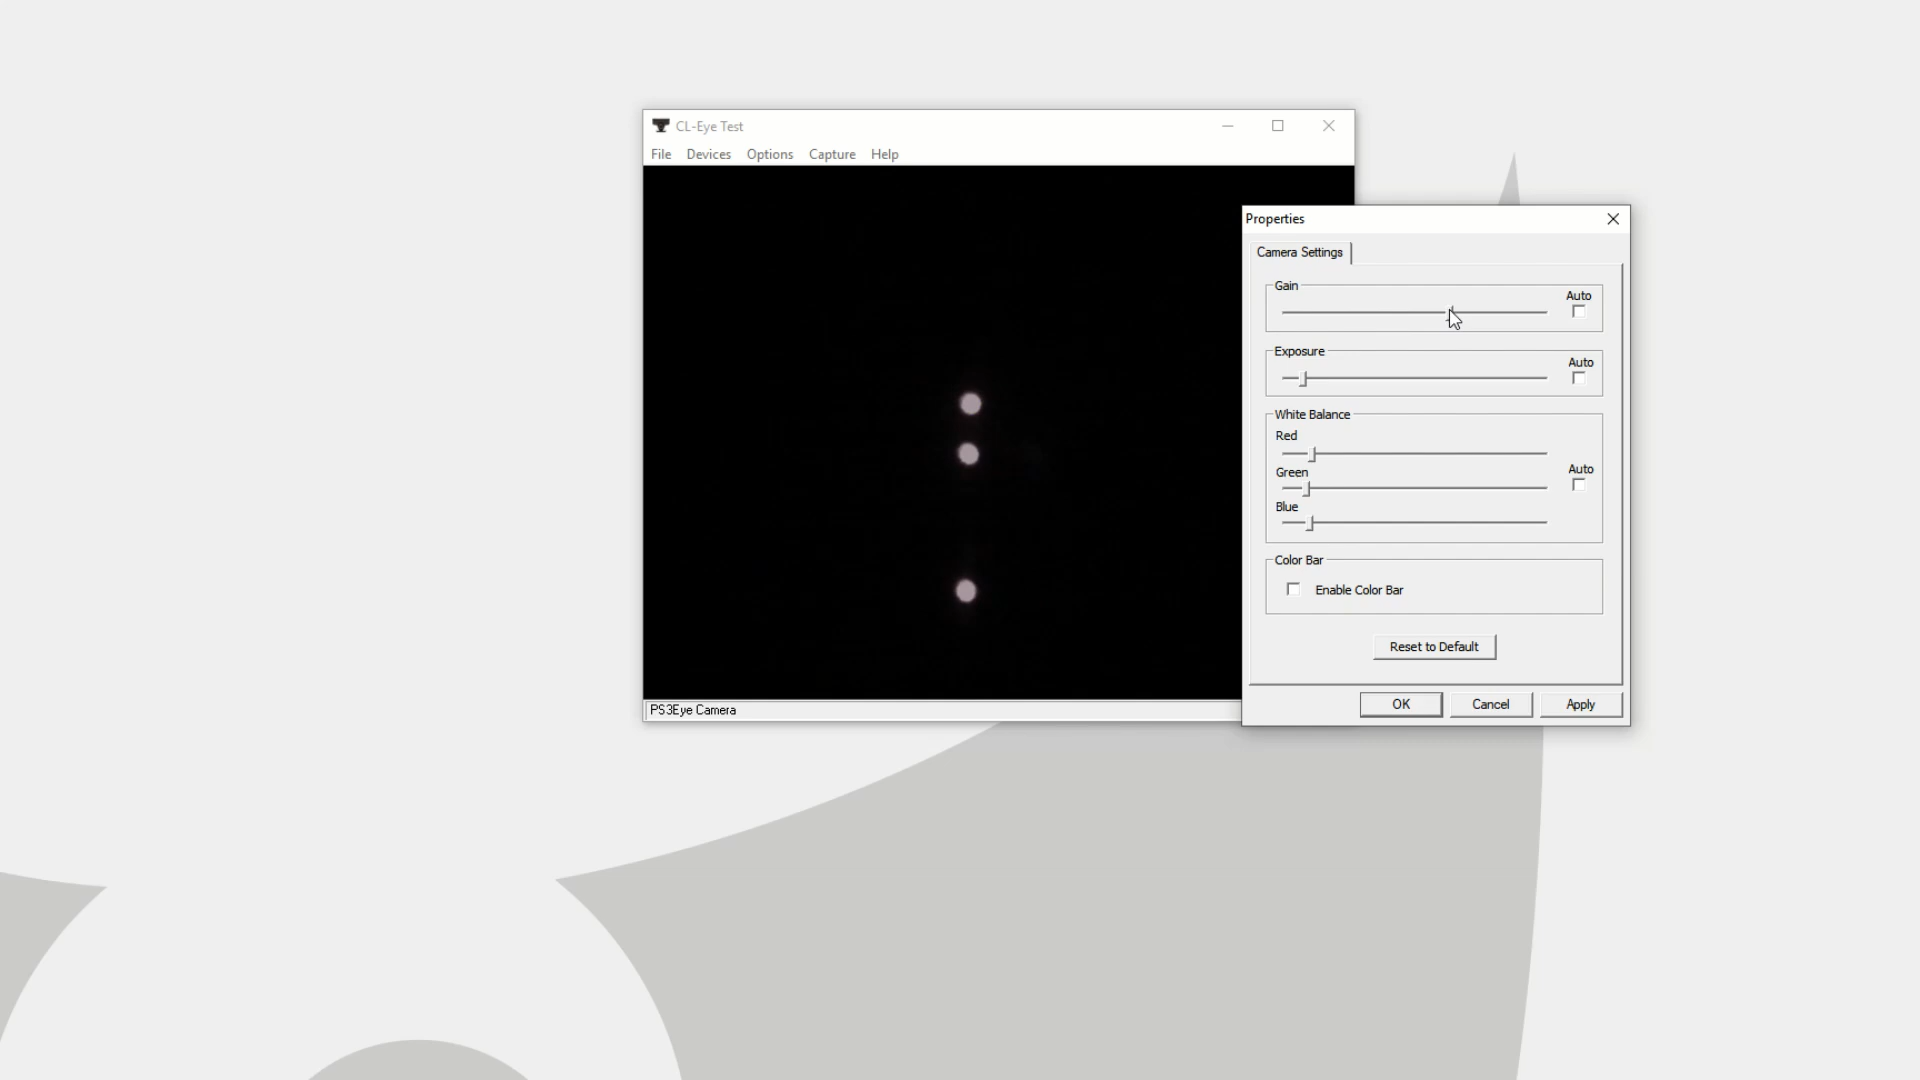 CL-Eye Test
File Devices Options Capture Help
Properties
Camera Settings
Gain
Auto
Exposure
Auto
White Balance
Red
Green
Auto
Blue
Color Bar
Enable Color Bar
Reset to Default
OK Cancel Apply
PS3Eye Camera